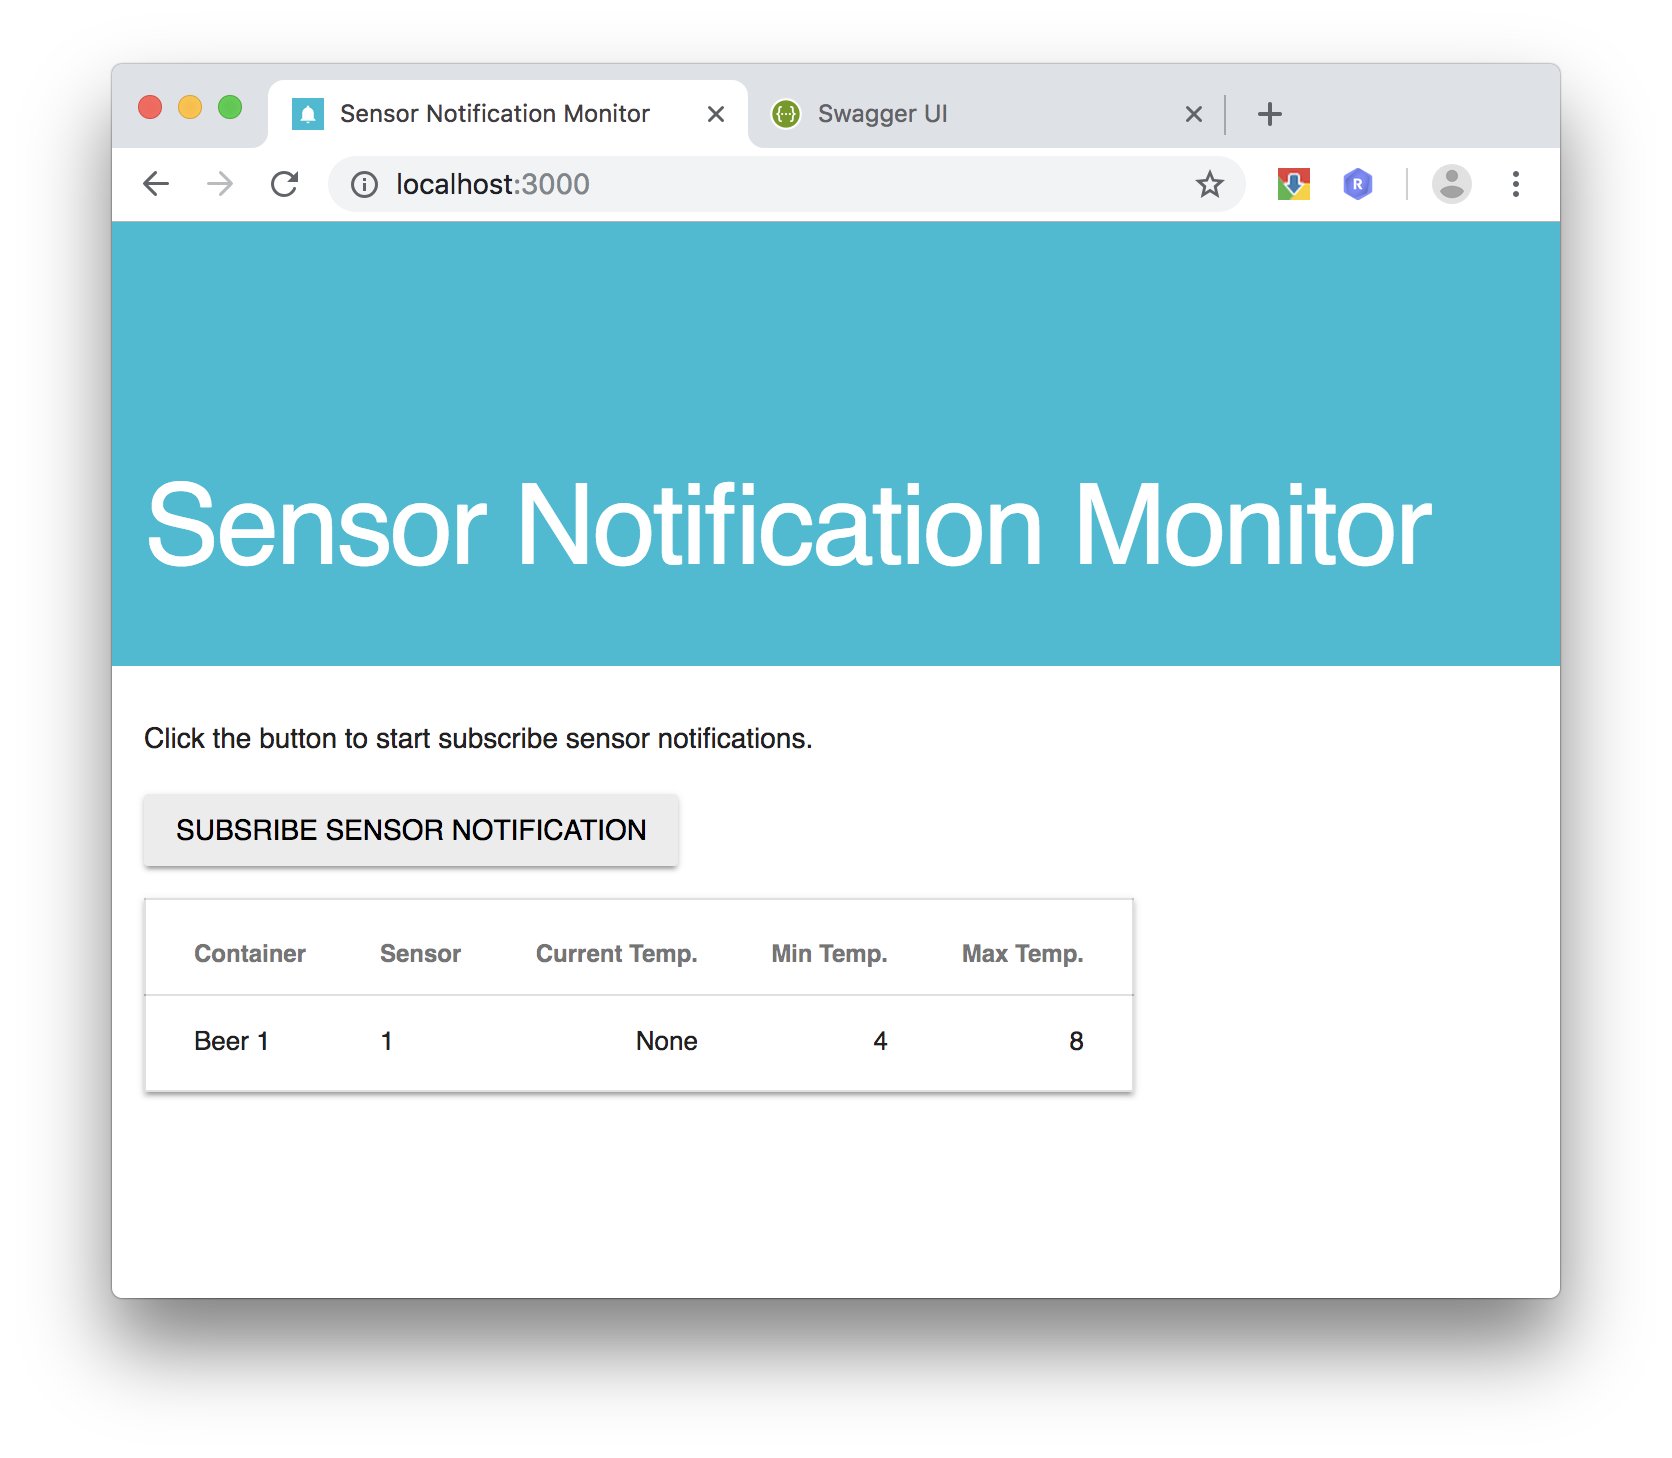 Sensor Notification Monitor
Swagger UI
localhost:3000
R
Sensor Notification Monitor
Click the button to start subscribe sensor notifications.
SUBSRIBE SENSOR NOTIFICATION
Container Sensor Current Temp. Min Temp. Max Temp.
Beer 1 1 None 4 8